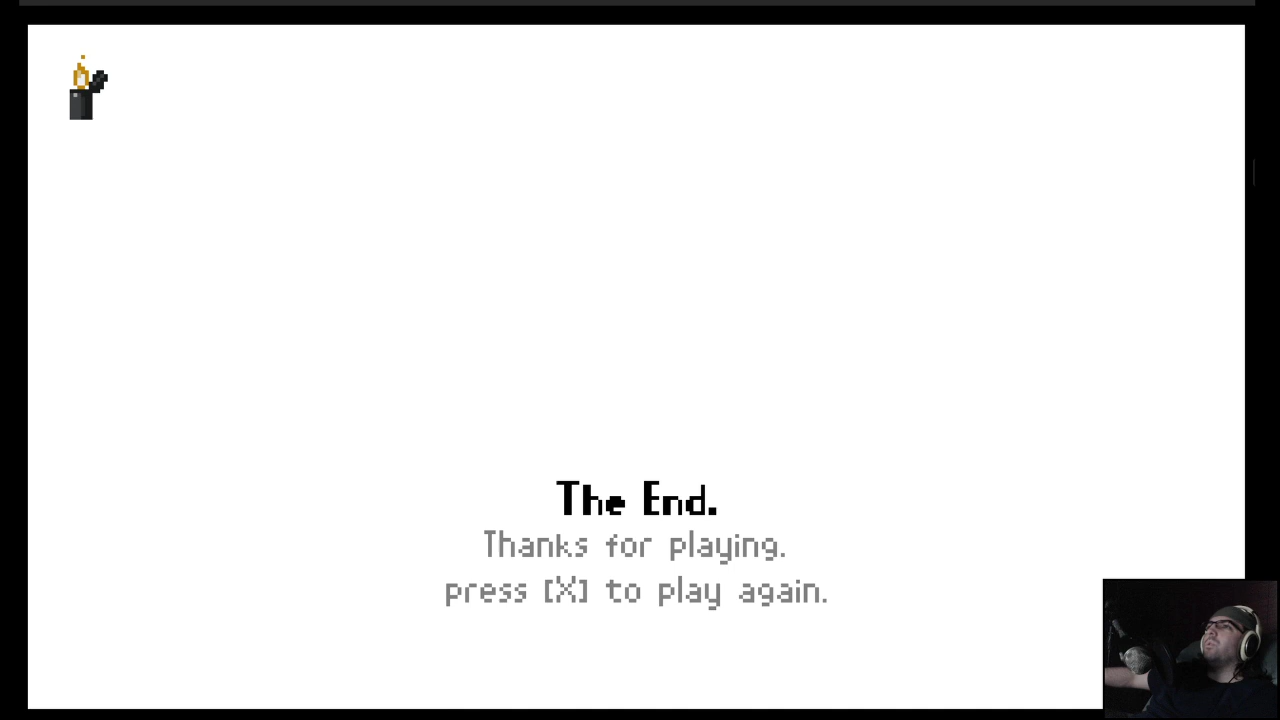 The End.
Thanks for playing.
press [X] to play again.